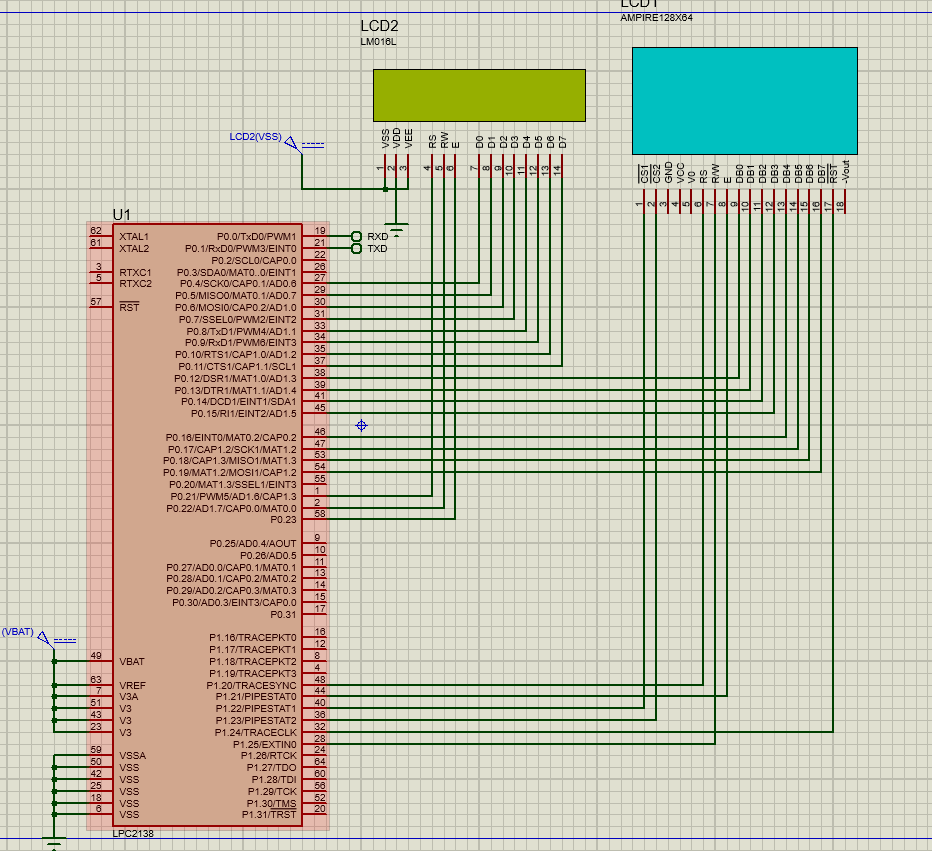 LCD1
AMPIRE128X64
LCD2
LM016L
LCD2(VSS)
VSS VDD VEE RS RW E D0 D1 D2 D3 D4 D5 D6 D7
1 2 3 4 5 6 7 8 9 10 11 12 13 14
CS1 CS2 GND VCC V0 RS R/W E DB0 DB1 DB2 DB3 DB4 DB5 DB6 DB7 RST -Vout
1 2 3 4 5 6 7 8 9 10 11 12 13 14 15 16 17 18
U1
62 XTAL1 P0.0/TxD0/PWM1 19 RXD
61 XTAL2 P0.1/RxD0/PWM3/EINT0 21 TXD
P0.2/SCL0/CAP0.0 22
3 RTXC1 P0.3/SDA0/MAT0..0/EINT1 26
5 RTXC2 P0.4/SCK0/CAP0.1/AD0.6 27
P0.5/MISO0/MAT0.1/AD0.7 29
57 RST P0.6/MOSI0/CAP0.2/AD1.0 30
P0.7/SSEL0/PWM2/EINT2 31
P0.8/TxD1/PWM4/AD1.1 33
P0.9/RxD1/PWM6/EINT3 34
P0.10/RTS1/CAP1.0/AD1.2 35
P0.11/CTS1/CAP1.1/SCL1 37
P0.12/DSR1/MAT1.0/AD1.3 38
P0.13/DTR1/MAT1.1/AD1.4 39
P0.14/DCD1/EINT1/SDA1 41
P0.15/RI1/EINT2/AD1.5 45
P0.16/EINT0/MAT0.2/CAP0.2 46
P0.17/CAP1.2/SCK1/MAT1.2 47
P0.18/CAP1.3/MISO1/MAT1.3 53
P0.19/MAT1.2/MOSI1/CAP1.2 54
P0.20/MAT1.3/SSEL1/EINT3 55
P0.21/PWM5/AD1.6/CAP1.3 1
P0.22/AD1.7/CAP0.0/MAT0.0 2
P0.23 58
P0.25/AD0.4/AOUT 9
P0.26/AD0.5 10
P0.27/AD0.0/CAP0.1/MAT0.1 11
P0.28/AD0.1/CAP0.2/MAT0.2 13
P0.29/AD0.2/CAP0.3/MAT0.3 14
P0.30/AD0.3/EINT3/CAP0.0 15
P0.31 17
(VBAT) P1.16/TRACEPKT0 16
P1.17/TRACEPKT1 12
49 VBAT P1.18/TRACEPKT2 8
P1.19/TRACEPKT3 4
63 VREF P1.20/TRACESYNC 48
7 V3A P1.21/PIPESTAT0 44
51 V3 P1.22/PIPESTAT1 40
43 V3 P1.23/PIPESTAT2 36
23 V3 P1.24/TRACECLK 32
P1.25/EXTIN0 28
59 VSSA P1.26/RTCK 24
50 VSS P1.27/TDO 64
42 VSS P1.28/TDI 60
25 VSS P1.29/TCK 56
18 VSS P1.30/TMS 52
6 VSS P1.31/TRST 20
LPC2138